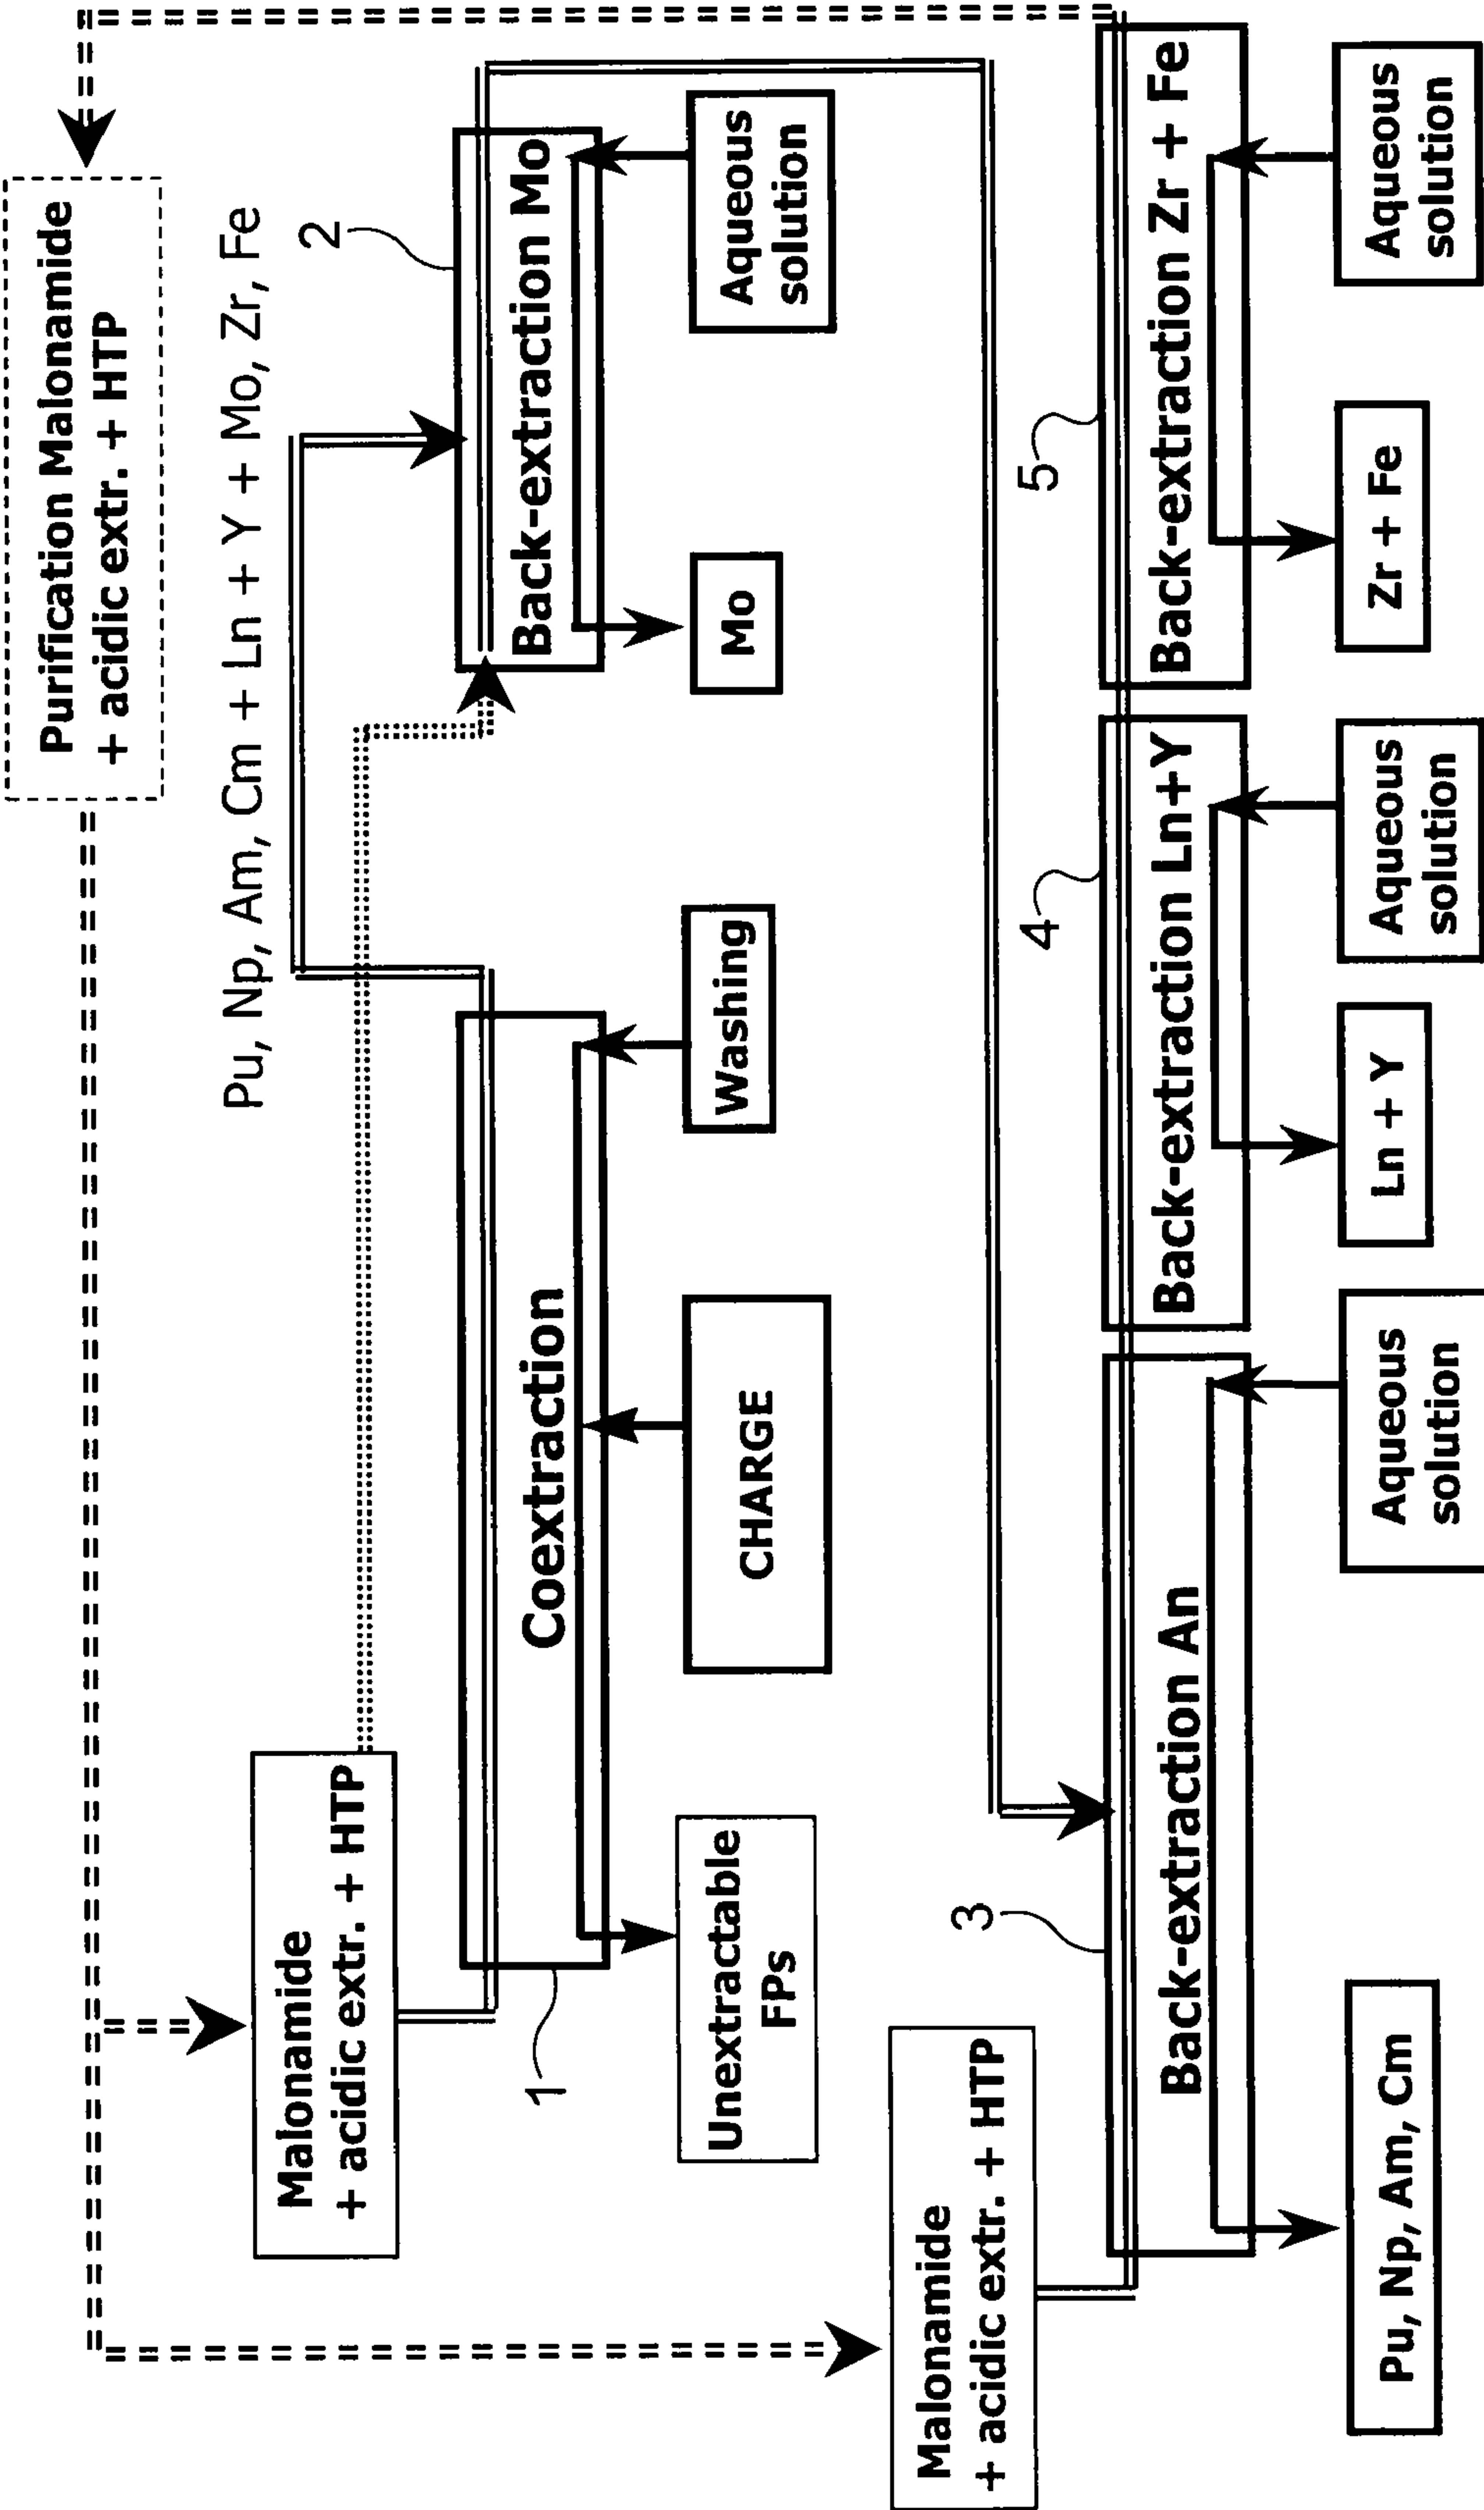 Purification Malonamide
+ acidic extr. + HTP
Pu, Np, Am, Cm + Ln + Y + Mo, Zr, Fe
Malonamide
+ acidic extr. + HTP
1
Coextraction
2
Back-extraction Mo
Unextractable
FPs
CHARGE
Washing
Mo
Aqueous
solution
Malonamide
+ acidic extr. + HTP
3
Back-extraction An
4
Back-extraction Ln+Y
5
Back-extraction Zr + Fe
Pu, Np, Am, Cm
Aqueous
solution
Ln + Y
Aqueous
solution
Zr + Fe
Aqueous
solution